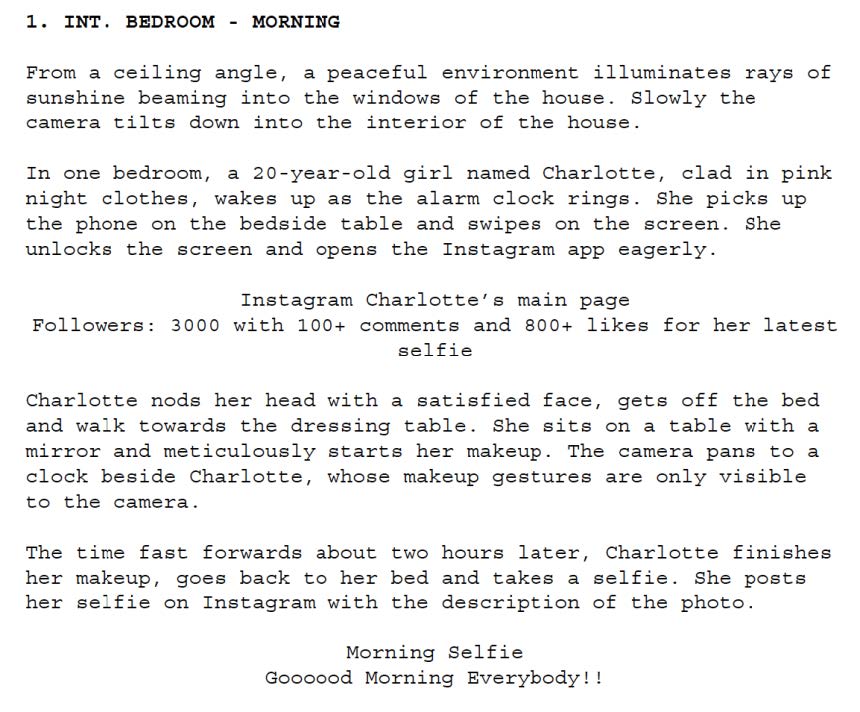 1. INT. BEDROOM - MORNING
From a ceiling angle, a peaceful environment illuminates rays of
sunshine beaming into the windows of the house. Slowly the
camera tilts down into the interior of the house.
In one bedroom, a 20-year-old girl named Charlotte, clad in pink
night clothes, wakes up as the alarm clock rings. She picks up
the phone on the bedside table and swipes on the screen. She
unlocks the screen and opens the Instagram app eagerly.
Instagram Charlotte’s main page
Followers: 3000 with 100+ comments and 800+ likes for her latest
selfie
Charlotte nods her head with a satisfied face, gets off the bed
and walk towards the dressing table. She sits on a table with a
mirror and meticulously starts her makeup. The camera pans to a
clock beside Charlotte, whose makeup gestures are only visible
to the camera.
The time fast forwards about two hours later, Charlotte finishes
her makeup, goes back to her bed and takes a selfie. She posts
her selfie on Instagram with the description of the photo.
Morning Selfie
Goooood Morning Everybody!!